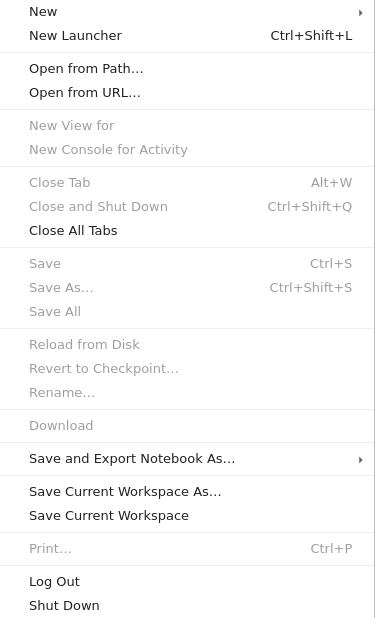 New
New Launcher Ctrl+Shift+L
Open from Path…
Open from URL…
New View for
New Console for Activity
Close Tab Alt+W
Close and Shut Down Ctrl+Shift+Q
Close All Tabs
Save Ctrl+S
Save As… Ctrl+Shift+S
Save All
Reload from Disk
Revert to Checkpoint…
Rename…
Download
Save and Export Notebook As…
Save Current Workspace As…
Save Current Workspace
Print… Ctrl+P
Log Out
Shut Down